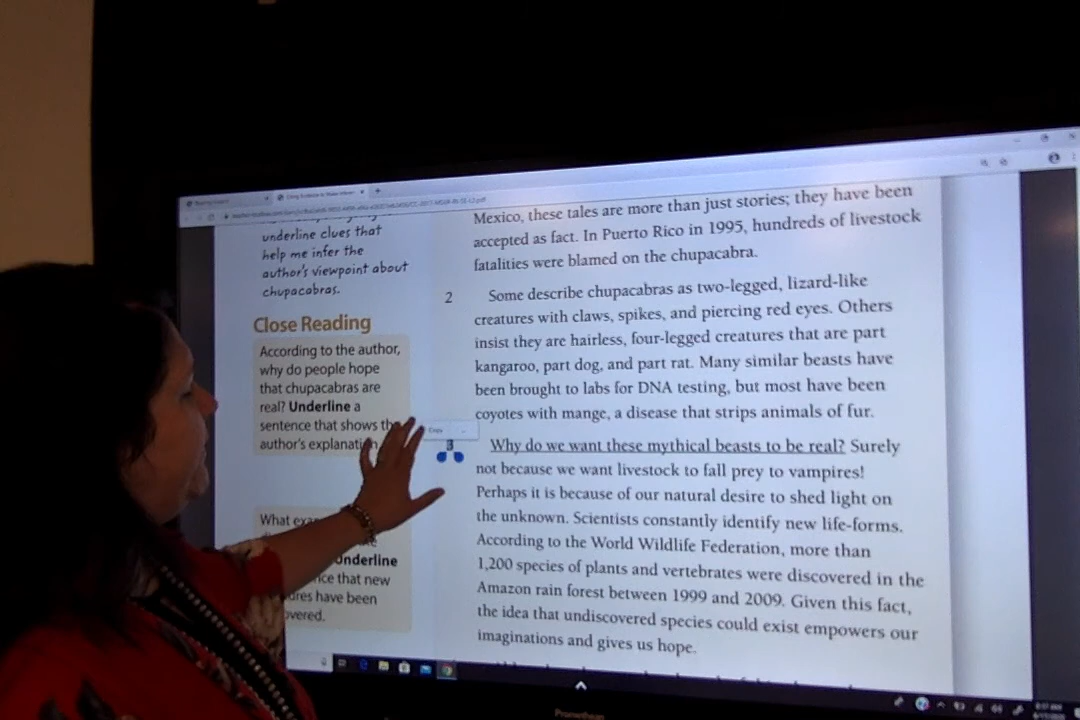 underline clues that
help me infer the
author's viewpoint about
chupacabras.
Close Reading
According to the author,
why do people hope
that chupacabras are
real? Underline a
sentence that shows the
author's explanati
What
Underline
that new
have been
Mexico, these tales are more than just stories; they have been
accepted as fact. In Puerto Rico in 1995, hundreds of livestock
fatalities were blamed on the chupacabra.
2 Some describe chupacabras as two-legged, lizard-like
creatures with claws, spikes, and piercing red eyes. Others
insist they are hairless, four-legged creatures that are part
kangaroo, part dog, and part rat. Many similar beasts have
been brought to labs for DNA testing, but most have been
coyotes with mange, a disease that strips animals of fur.
Copy
3 Why do we want these mythical beasts to be real? Surely
not because we want livestock to fall prey to vampires!
Perhaps it is because of our natural desire to shed light on
the unknown. Scientists constantly identify new life-forms.
According to the World Wildlife Federation, more than
1,200 species of plants and vertebrates were discovered in the
Amazon rain forest between 1999 and 2009. Given this fact,
the idea that undiscovered species could exist empowers our
imaginations and gives us hope.
Promethean